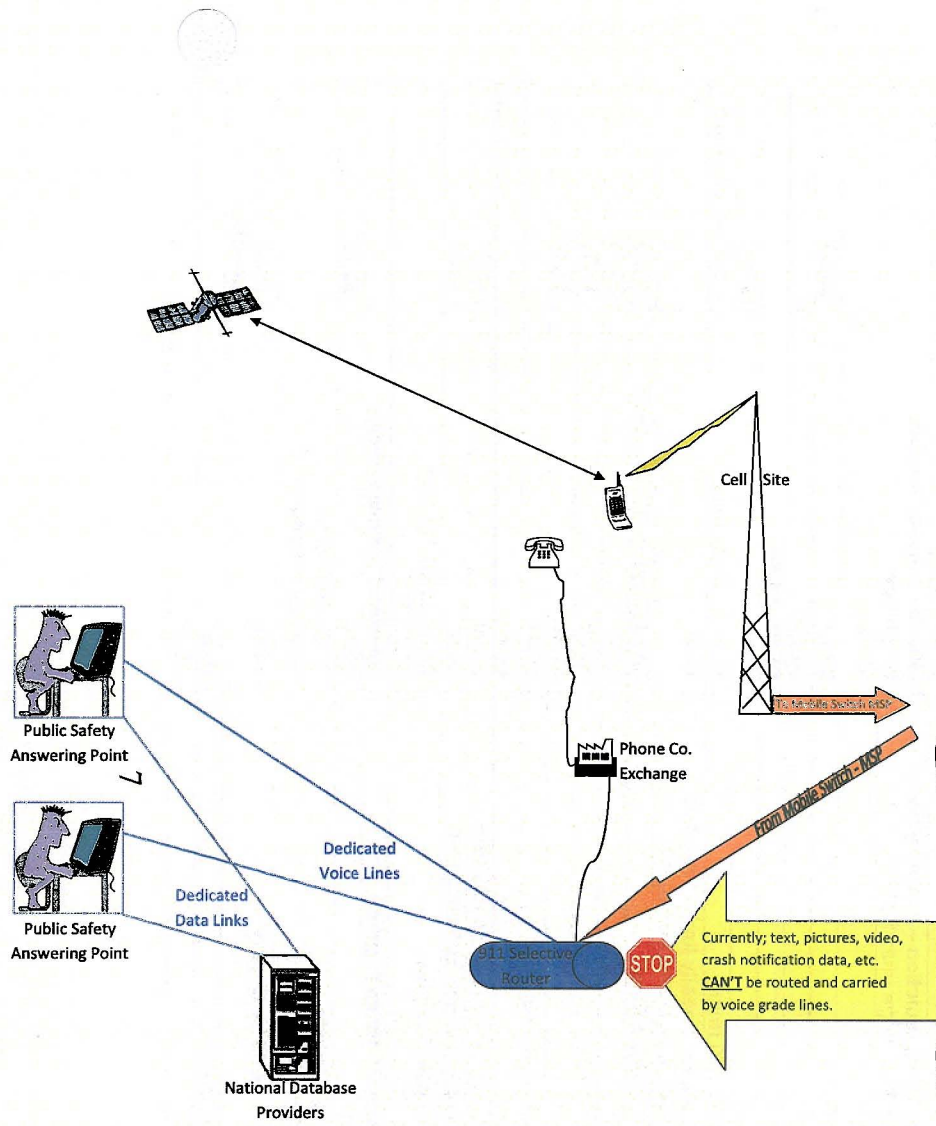 Cell Site
To Mobile Switch MSP
Public Safety
Answering Point
Phone Co.
Exchange
From Mobile Switch - MSP
Dedicated
Voice Lines
Dedicated
Data Links
Public Safety
Answering Point
911 Selective
Router
STOP
Currently; text, pictures, video,
crash notification data, etc.
CAN'T be routed and carried
by voice grade lines.
National Database
Providers